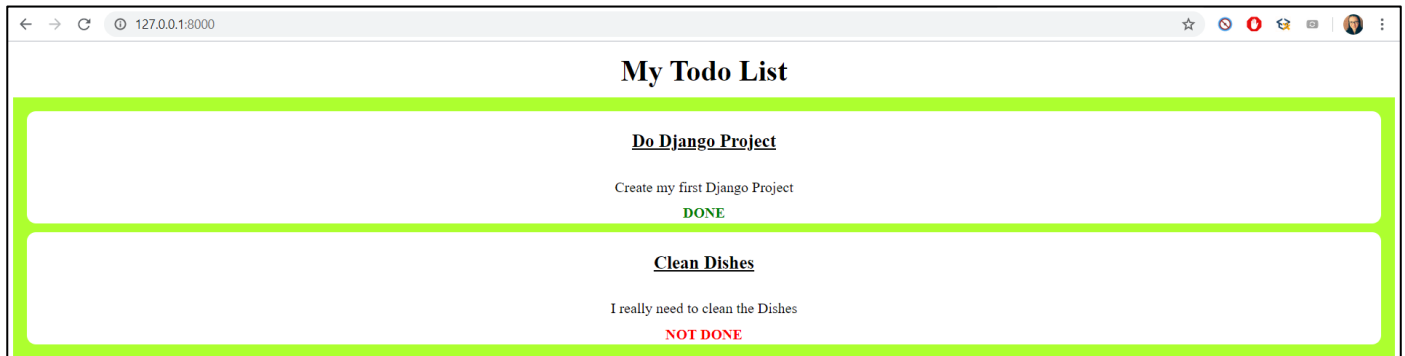 127.0.0.1:8000
My Todo List
Do Django Project
Create my first Django Project
DONE
Clean Dishes
I really need to clean the Dishes
NOT DONE